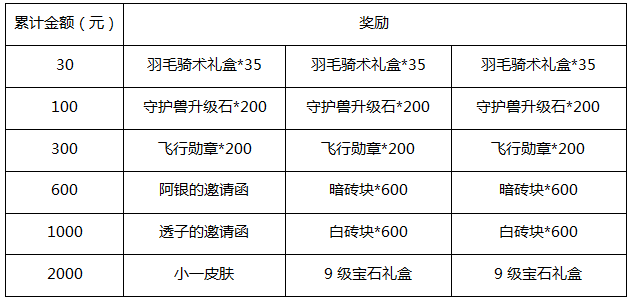 累计金额（元） 奖励
30 羽毛骑术礼盒*35 羽毛骑术礼盒*35 羽毛骑术礼盒*35
100 守护兽升级石*200 守护兽升级石*200 守护兽升级石*200
300 飞行勋章*200 飞行勋章*200 飞行勋章*200
600 阿银的邀请函 暗砖块*600 暗砖块*600
1000 透子的邀请函 白砖块*600 白砖块*600
2000 小一皮肤 9级宝石礼盒 9级宝石礼盒